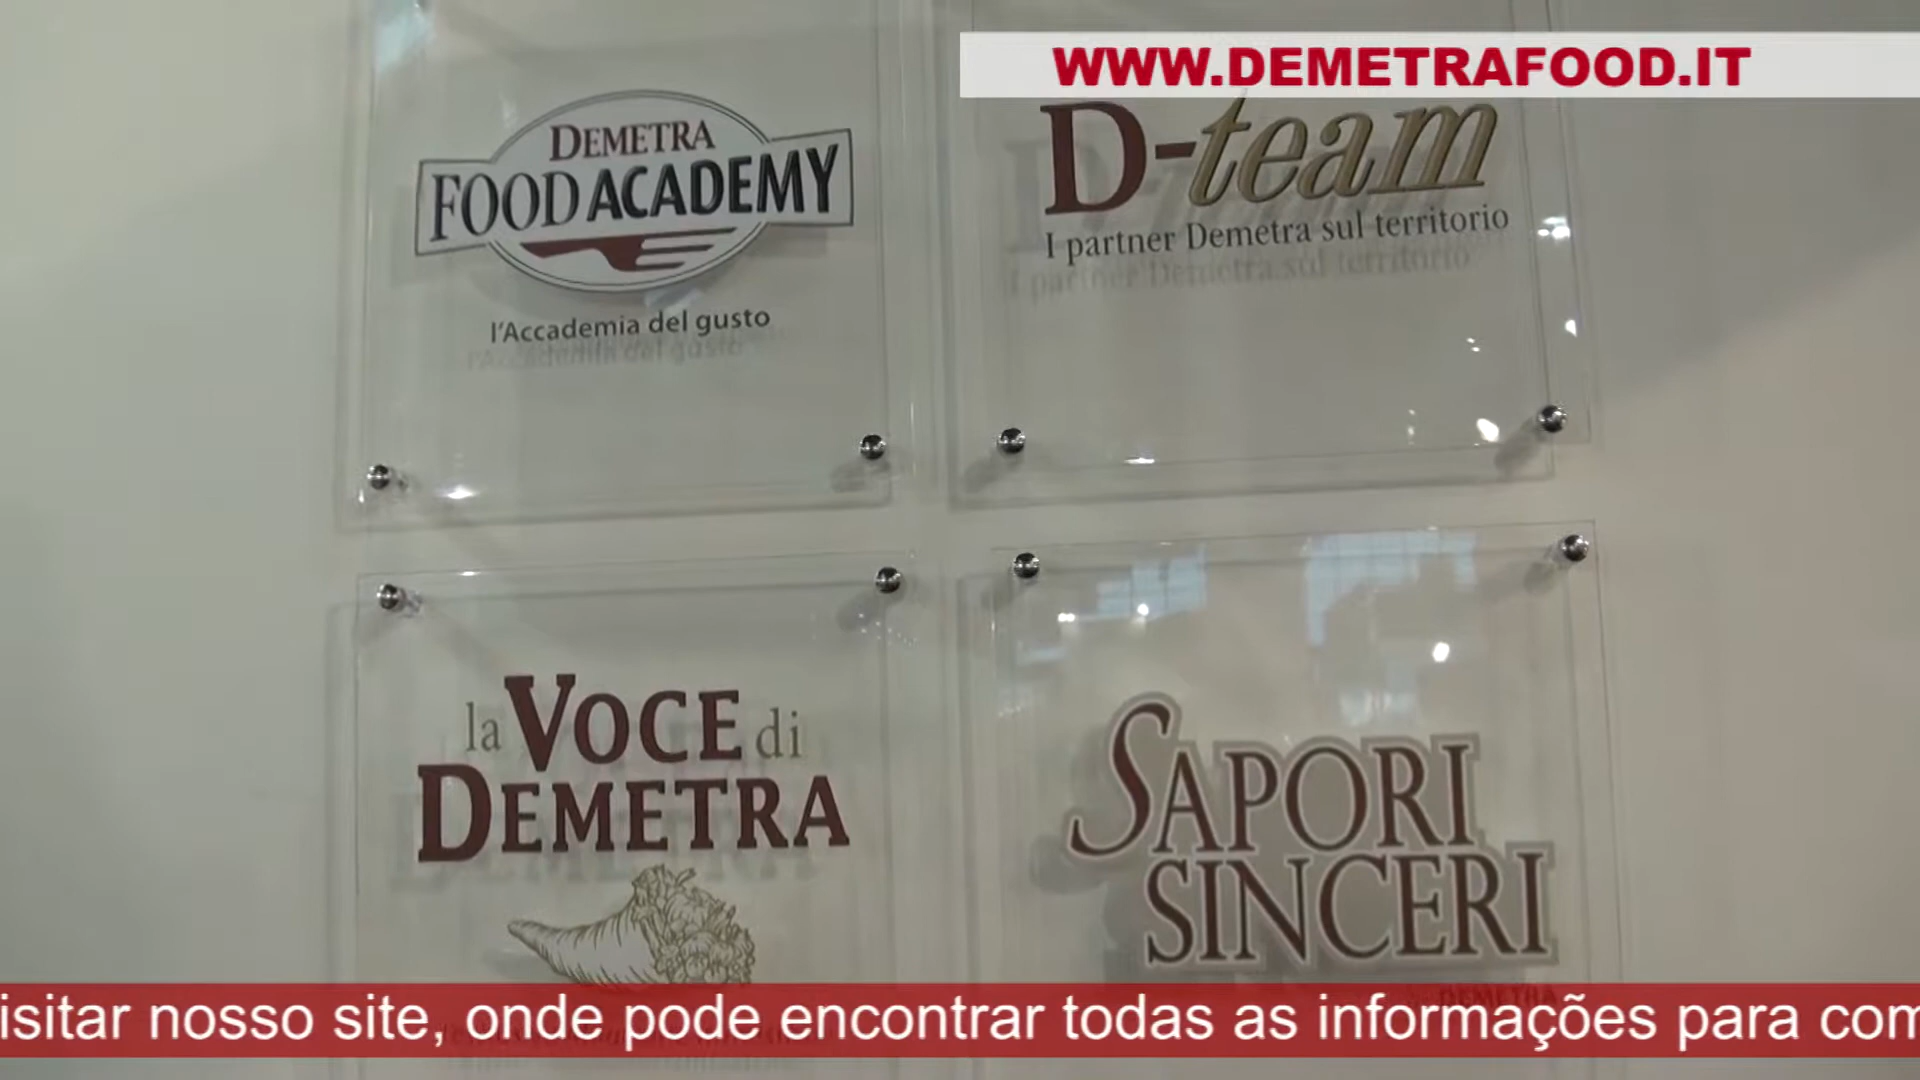 WWW.DEMETRAFOOD.IT
DEMETRA
FOOD ACADEMY
l'Accademia del gusto
D-team
I partner Demetra sul territorio
la VOCE di
DEMETRA
SAPORI
SINCERI
DEMETRA
isitar nosso site, onde pode encontrar todas as informações para com